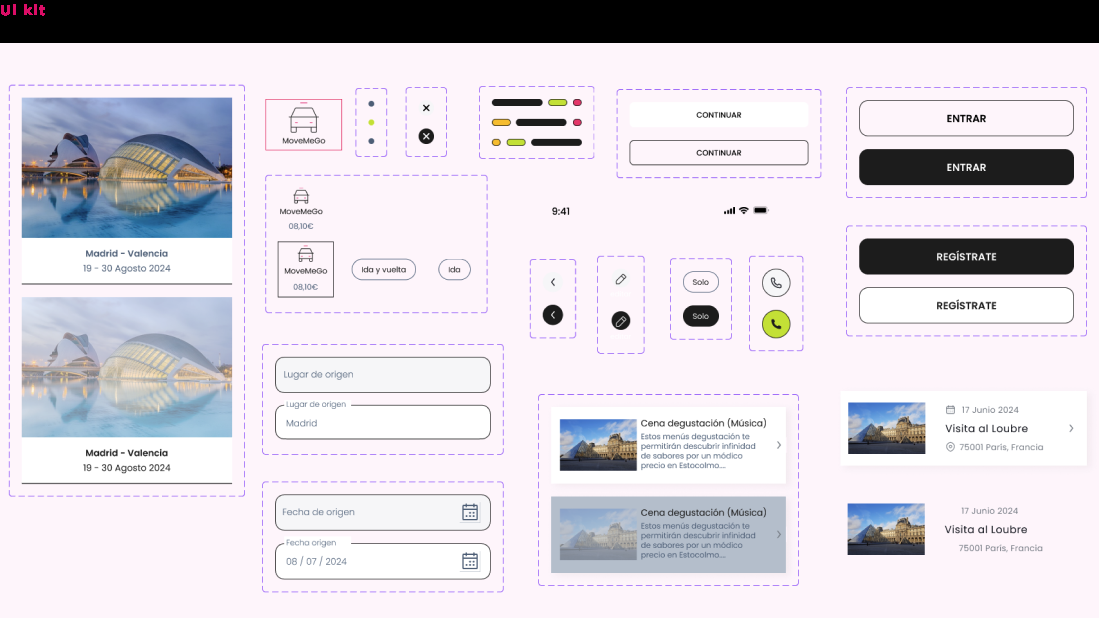 UI kit
Madrid - Valencia
19 - 30 Agosto 2024
Madrid - Valencia
19 - 30 Agosto 2024
MoveMeGo
MoveMeGo
08,10€
MoveMeGo
08,10€
Ida y vuelta
Ida
Lugar de origen
Lugar de origen
Madrid
Fecha de origen
Fecha origen
08 / 07 / 2024
CONTINUAR
CONTINUAR
9:41
Solo
Solo
Cena degustación (Música)
Estos menús degustación te
permitirán descubrir infinidad
de sabores por un módico
precio en Estocolmo....
Cena degustación (Música)
Estos menús degustación te
permitirán descubrir infinidad
de sabores por un módico
precio en Estocolmo....
ENTRAR
ENTRAR
REGÍSTRATE
REGÍSTRATE
17 Junio 2024
Visita al Loubre
75001 Paris, Francia
17 Junio 2024
Visita al Loubre
75001 Paris, Francia